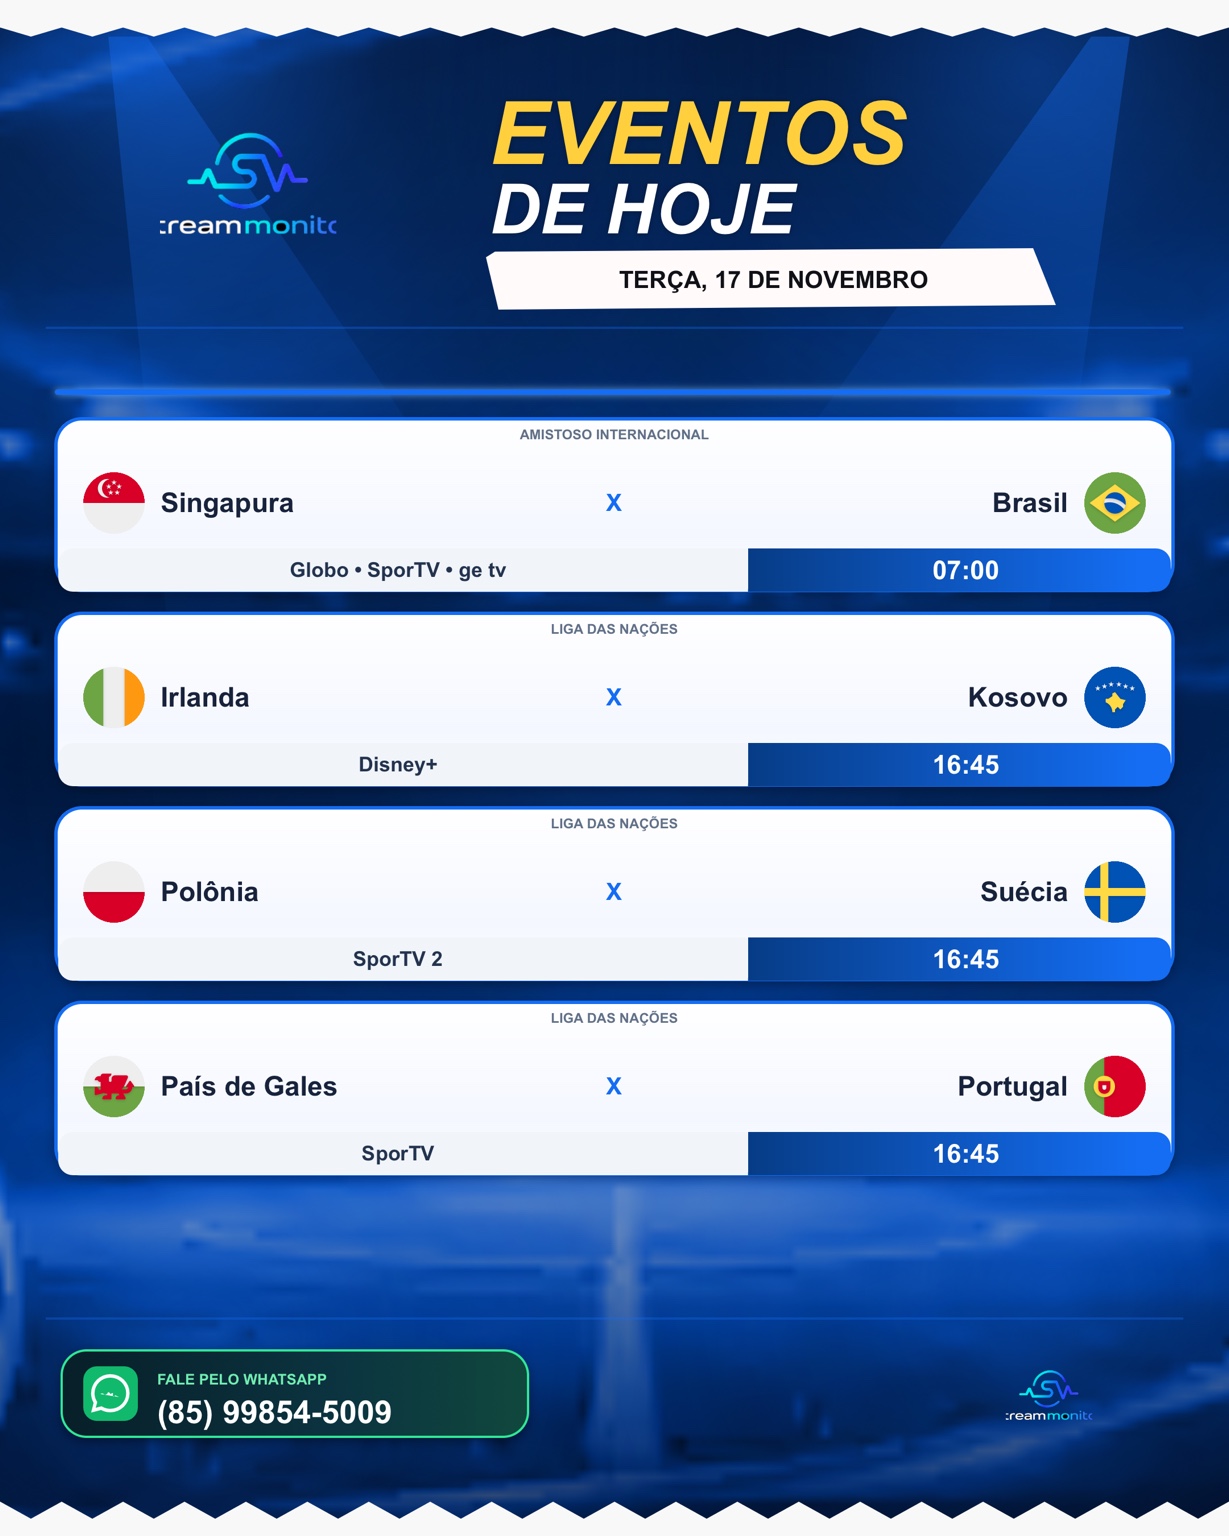 EVENTOS
DE HOJE
TERÇA, 17 DE NOVEMBRO
AMISTOSO INTERNACIONAL
Singapura X Brasil
Globo • SporTV • ge tv 07:00
LIGA DAS NAÇÕES
Irlanda X Kosovo
Disney+ 16:45
LIGA DAS NAÇÕES
Polônia X Suécia
SporTV 2 16:45
LIGA DAS NAÇÕES
País de Gales X Portugal
SporTV 16:45
FALE PELO WHATSAPP
(85) 99854-5009